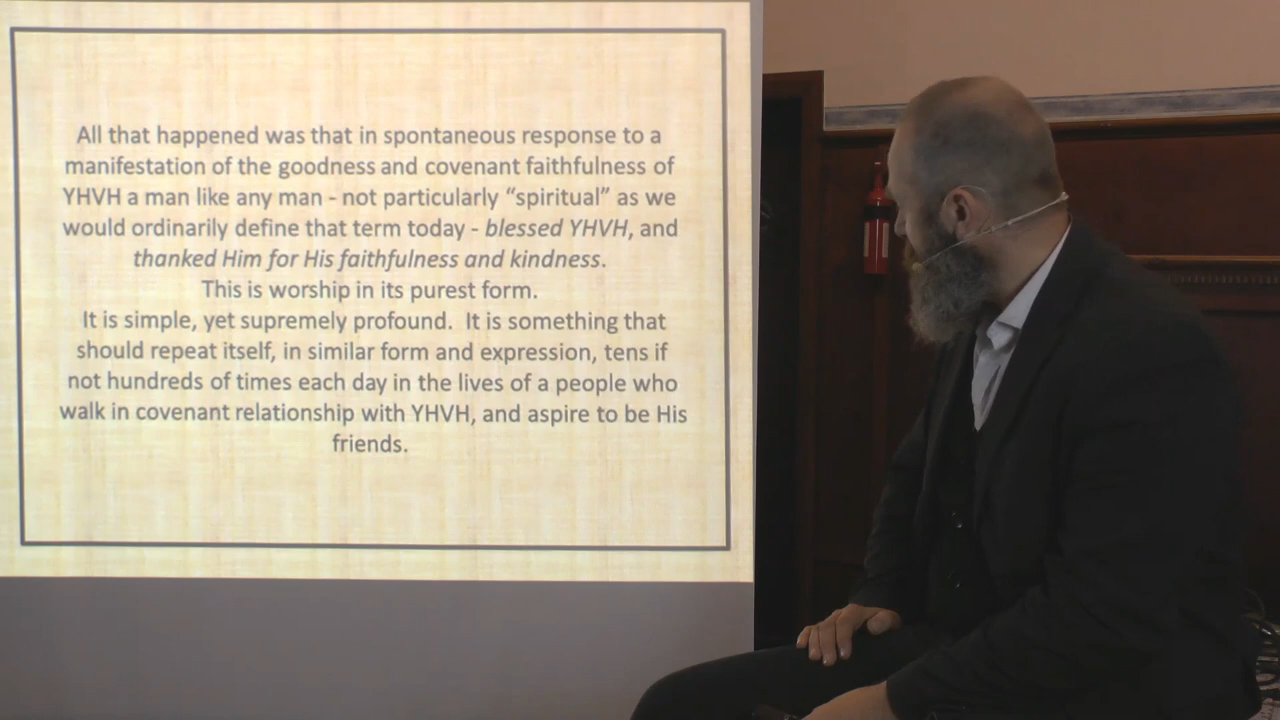 All that happened was that in spontaneous response to a
manifestation of the goodness and covenant faithfulness of
YHVH a man like any man - not particularly “spiritual” as we
would ordinarily define that term today - blessed YHVH, and
thanked Him for His faithfulness and kindness.
This is worship in its purest form.
It is simple, yet supremely profound.  It is something that
should repeat itself, in similar form and expression, tens if
not hundreds of times each day in the lives of a people who
walk in covenant relationship with YHVH, and aspire to be His
friends.